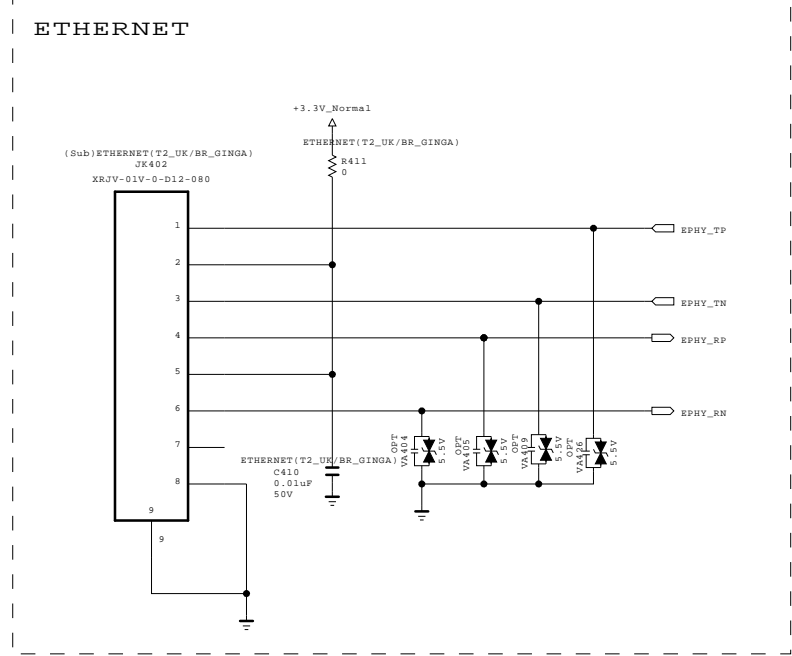 ETHERNET
+3.3V_Normal
ETHERNET(T2_UK/BR_GINGA)
R411
0
(Sub)ETHERNET(T2_UK/BR_GINGA)
JK402
XRJV-01V-0-D12-080
1
EPHY_TP
2
3
EPHY_TN
4
EPHY_RP
5
6
EPHY_RN
7
8
9
9
ETHERNET(T2_UK/BR_GINGA)
C410
0.01uF
50V
OPT
VA404
5.5V
OPT
VA405
5.5V
OPT
VA409
5.5V
OPT
VA426
5.5V